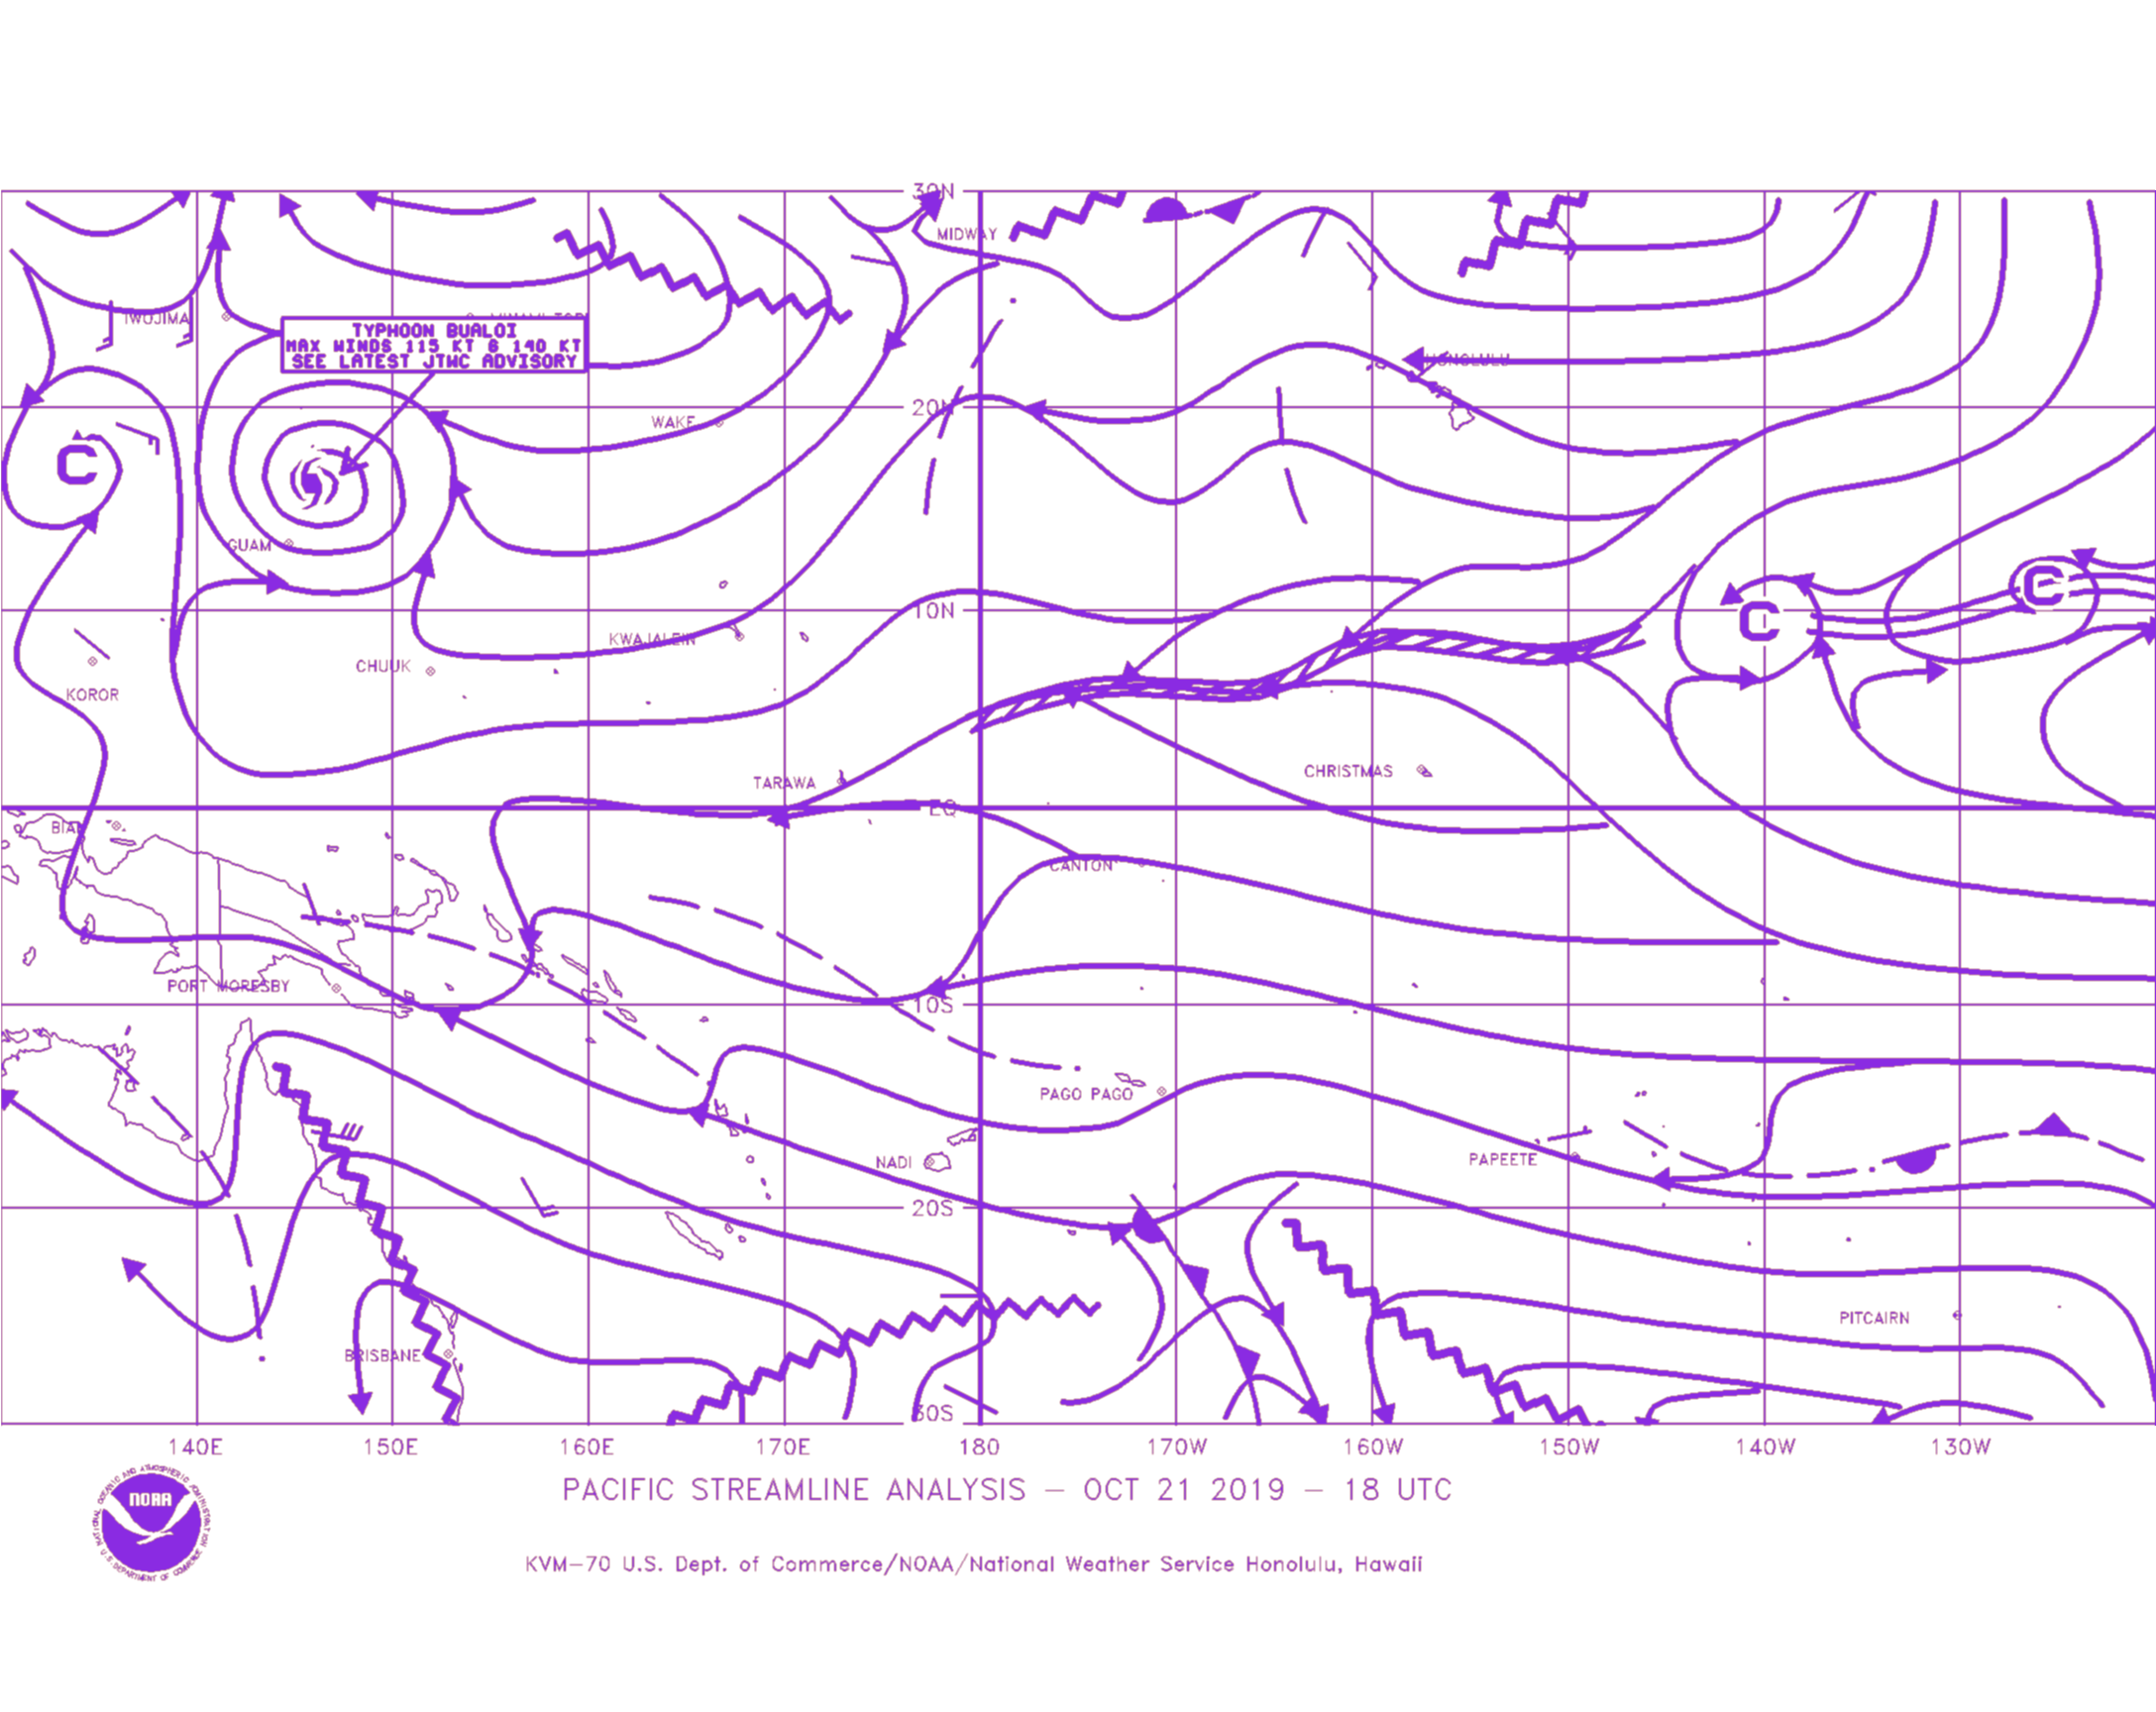 30N
MIDWAY
IWOJIMA
TYPHOON BUALOI
MAX WINDS 115 KT G 140 KT
SEE LATEST JTWC ADVISORY
HONOLULU
20N
WAKE
C
GUAM
C
C
10N
KWAJALEIN
CHUUK
KOROR
CHRISTMAS
TARAWA
EQ
CANTON
PORT MORESBY
10S
PAGO PAGO
NADI
PAPEETE
20S
PITCAIRN
BRISBANE
30S
140E 150E 160E 170E 180 170W 160W 150W 140W 130W
PACIFIC STREAMLINE ANALYSIS – OCT 21 2019 – 18 UTC
NOAA
NATIONAL OCEANIC AND ATMOSPHERIC ADMINISTRATION
U.S. DEPARTMENT OF COMMERCE
KVM–70 U.S. Dept. of Commerce/NOAA/National Weather Service Honolulu, Hawaii